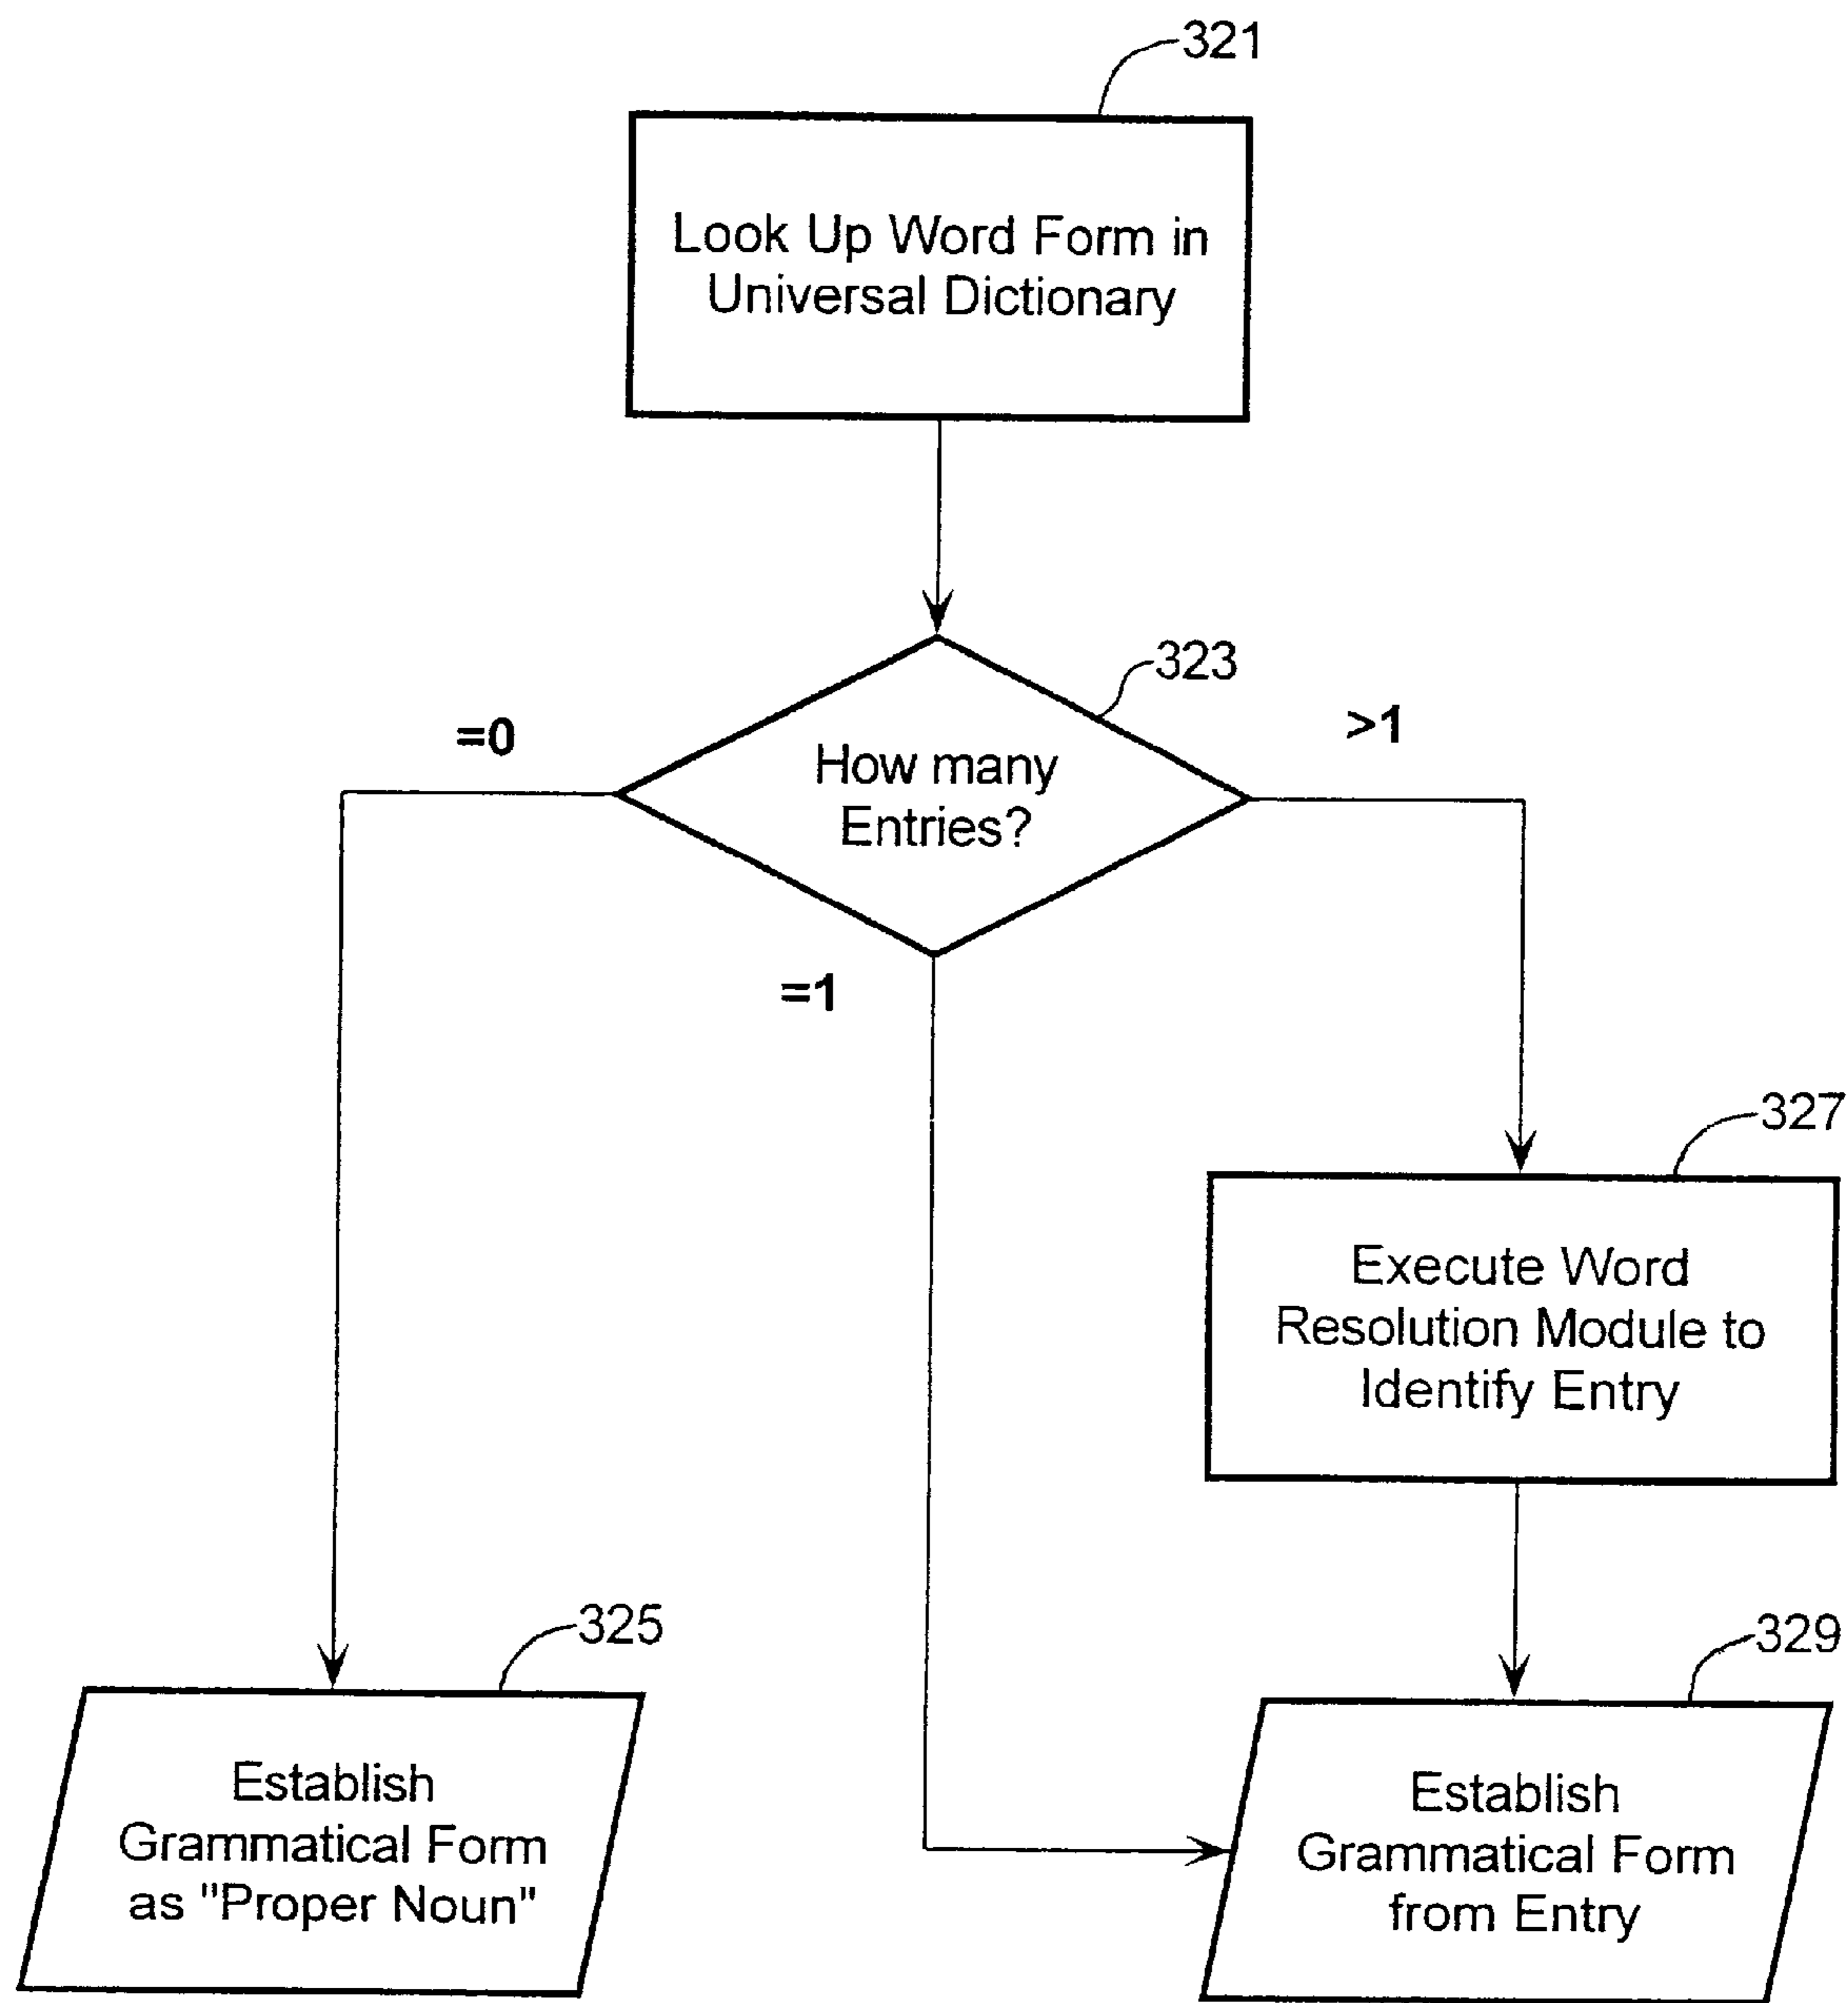 321
Look Up Word Form in
Universal Dictionary
323
=0
>1
How many
Entries?
=1
327
Execute Word
Resolution Module to
Identify Entry
325
329
Establish
Grammatical Form
as "Proper Noun"
Establish
Grammatical Form
from Entry